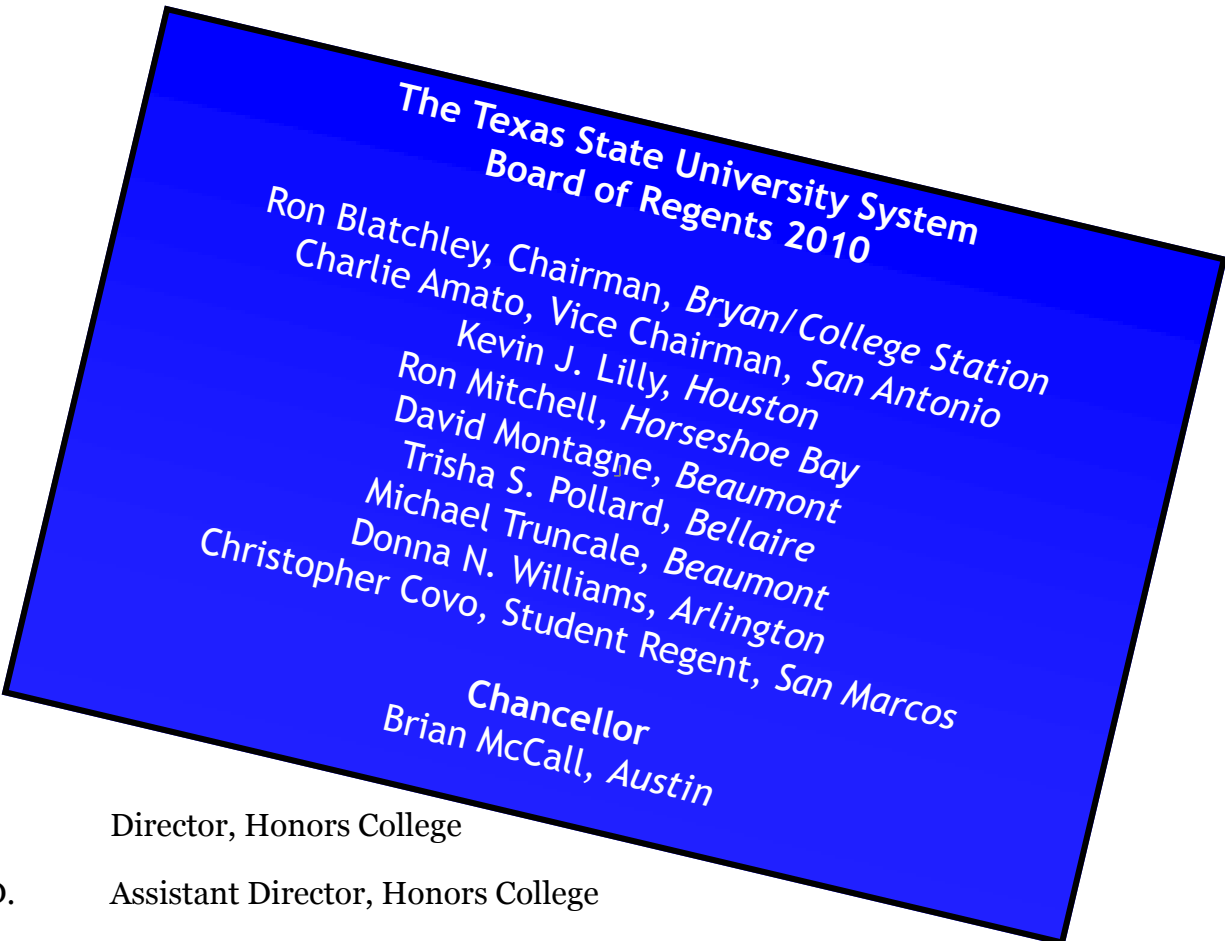 The Texas State University System
Board of Regents 2010
Ron Blatchley, Chairman, Bryan/College Station
Charlie Amato, Vice Chairman, San Antonio
Kevin J. Lilly, Houston
Ron Mitchell, Horseshoe Bay
David Montagne, Beaumont
Trisha S. Pollard, Bellaire
Michael Truncale, Beaumont
Donna N. Williams, Arlington
Christopher Covo, Student Regent, San Marcos
Chancellor
Brian McCall, Austin
Director, Honors College
Assistant Director, Honors College